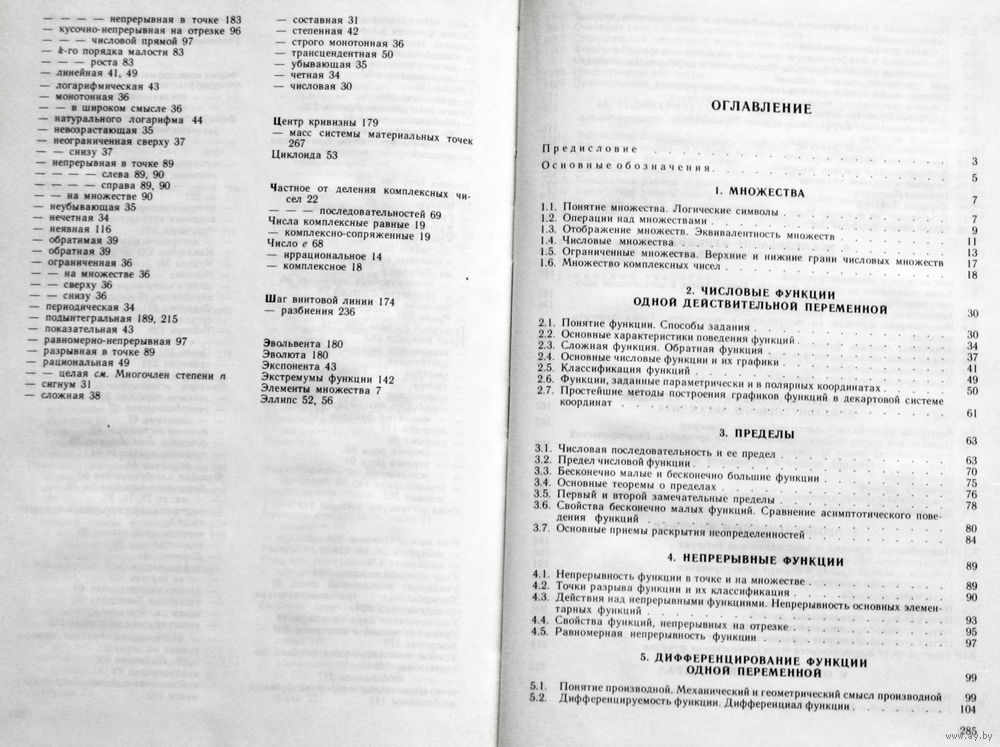 — — — — непрерывная в точке 183
— кусочно-непрерывная на отрезке 96
— — — числовой прямой 97
— k-го порядка малости 83
— — — роста 83
— линейная 41, 49
— логарифмическая 43
— монотонная 36
— — в широком смысле 36
— натурального логарифма 44
— невозрастающая 35
— неограниченная сверху 37
— — снизу 37
— непрерывная в точке 89
— — — — слева 89, 90
— — — — справа 89, 90
— — на множестве 90
— неубывающая 35
— нечетная 34
— неявная 116
— обратимая 39
— обратная 39
— ограниченная 36
— — на множестве 36
— — сверху 36
— — снизу 36
— периодическая 34
— подынтегральная 189, 215
— показательная 43
— равномерно-непрерывная 97
— разрывная в точке 89
— рациональная 49
— — целая см. Многочлен степени n
— сигнум 31
— сложная 38
— составная 31
— степенная 42
— строго монотонная 36
— трансцендентная 50
— убывающая 35
— четная 34
— числовая 30
Центр кривизны 179
— масс системы материальных точек
267
Циклоида 53
Частное от деления комплексных чи-
сел 22
— — — последовательностей 69
Числа комплексные равные 19
— комплексно-сопряженные 19
Число e 68
— иррациональное 14
— комплексное 18
Шаг винтовой линии 174
— разбиения 236
Эвольвента 180
Эволюта 180
Экспонента 43
Экстремумы функции 142
Элементы множества 7
Эллипс 52, 56
ОГЛАВЛЕНИЕ
Предисловие 3
Основные обозначения 5
1. МНОЖЕСТВА 7
1.1. Понятие множества. Логические символы 7
1.2. Операции над множествами 9
1.3. Отображение множеств. Эквивалентность множеств 11
1.4. Числовые множества 13
1.5. Ограниченные множества. Верхние и нижние грани числовых множеств 17
1.6. Множество комплексных чисел 18
2. ЧИСЛОВЫЕ ФУНКЦИИ
ОДНОЙ ДЕЙСТВИТЕЛЬНОЙ ПЕРЕМЕННОЙ 30
2.1. Понятие функции. Способы задания 30
2.2. Основные характеристики поведения функций 34
2.3. Сложная функция. Обратная функция 37
2.4. Основные числовые функции и их графики 41
2.5. Классификация функций 49
2.6. Функции, заданные параметрически и в полярных координатах 50
2.7. Простейшие методы построения графиков функций в декартовой системе
координат 61
3. ПРЕДЕЛЫ 63
3.1. Числовая последовательность и ее предел 63
3.2. Предел числовой функции 70
3.3. Бесконечно малые и бесконечно большие функции 75
3.4. Основные теоремы о пределах 76
3.5. Первый и второй замечательные пределы 78
3.6. Свойства бесконечно малых функций. Сравнение асимптотического пове-
дения функций 80
3.7. Основные приемы раскрытия неопределенностей 84
4. НЕПРЕРЫВНЫЕ ФУНКЦИИ 89
4.1. Непрерывность функции в точке и на множестве 89
4.2. Точки разрыва функции и их классификация 90
4.3. Действия над непрерывными функциями. Непрерывность основных элемен-
тарных функций 93
4.4. Свойства функций, непрерывных на отрезке 95
4.5. Равномерная непрерывность функции 97
5. ДИФФЕРЕНЦИРОВАНИЕ ФУНКЦИИ
ОДНОЙ ПЕРЕМЕННОЙ 99
5.1. Понятие производной. Механический и геометрический смысл производной 99
5.2. Дифференцируемость функции. Дифференциал функции 104
285
www.ay.by